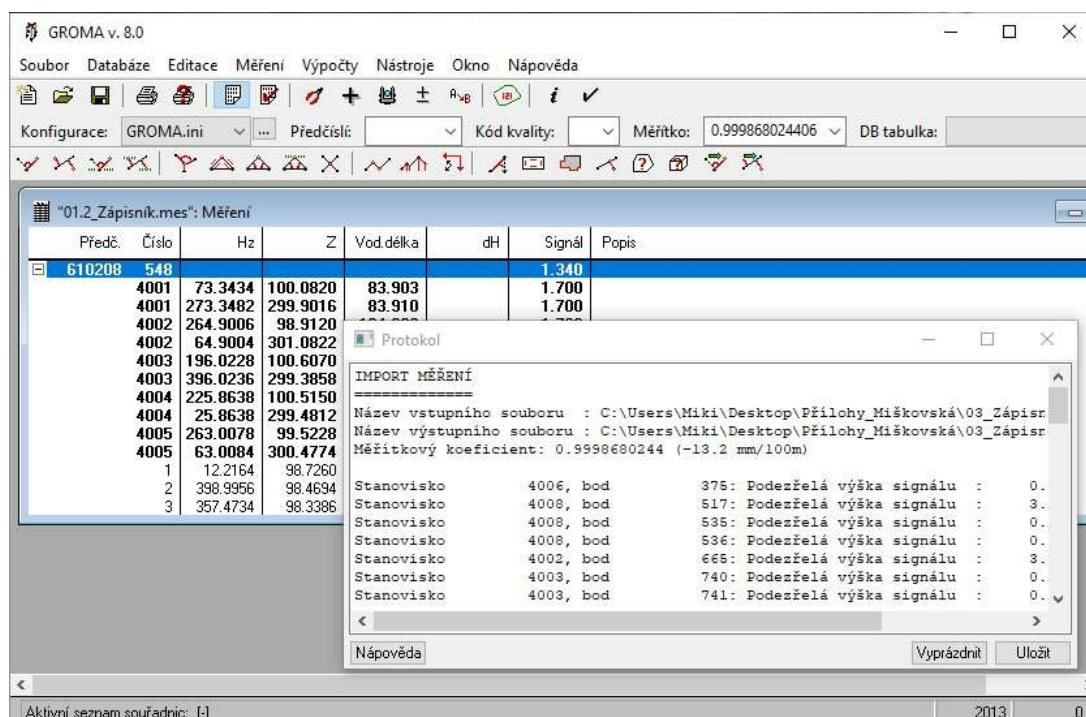 GROMA v. 8.0
Soubor Databáze Editace Měření Výpočty Nástroje Okno Nápověda
Konfigurace: GROMA.ini ... Předčíslí: Kód kvality: Měřítko: 0.999868024406 DB tabulka:
"01.2_Zápisník.mes": Měření
Předč. Číslo Hz Z Vod.délka dH Signál Popis
610208 548 1.340
4001 73.3434 100.0820 83.903 1.700
4001 273.3482 299.9016 83.910 1.700
4002 264.9006 98.9120
4002 64.9004 301.0822
4003 196.0228 100.6070
4003 396.0236 299.3858
4004 225.8638 100.5150
4004 25.8638 299.4812
4005 263.0078 99.5228
4005 63.0084 300.4774
1 12.2164 98.7260
2 398.9956 98.4694
3 357.4734 98.3386
Protokol
IMPORT MĚŘENÍ
=============
Název vstupního souboru : C:\Users\Miki\Desktop\Přílohy_Miškovská\03_Zápisn
Název výstupního souboru : C:\Users\Miki\Desktop\Přílohy_Miškovská\03_Zápisn
Měřítkový koeficient: 0.9998680244 (-13.2 mm/100m)
Stanovisko 4006, bod 375: Podezřelá výška signálu : 0.
Stanovisko 4008, bod 517: Podezřelá výška signálu : 3.
Stanovisko 4008, bod 535: Podezřelá výška signálu : 0.
Stanovisko 4008, bod 536: Podezřelá výška signálu : 0.
Stanovisko 4002, bod 665: Podezřelá výška signálu : 3.
Stanovisko 4003, bod 740: Podezřelá výška signálu : 0.
Stanovisko 4003, bod 741: Podezřelá výška signálu : 0.
Nápověda Vyprázdnit Uložit
Aktivní seznam souřadnic: [-] 2013 0